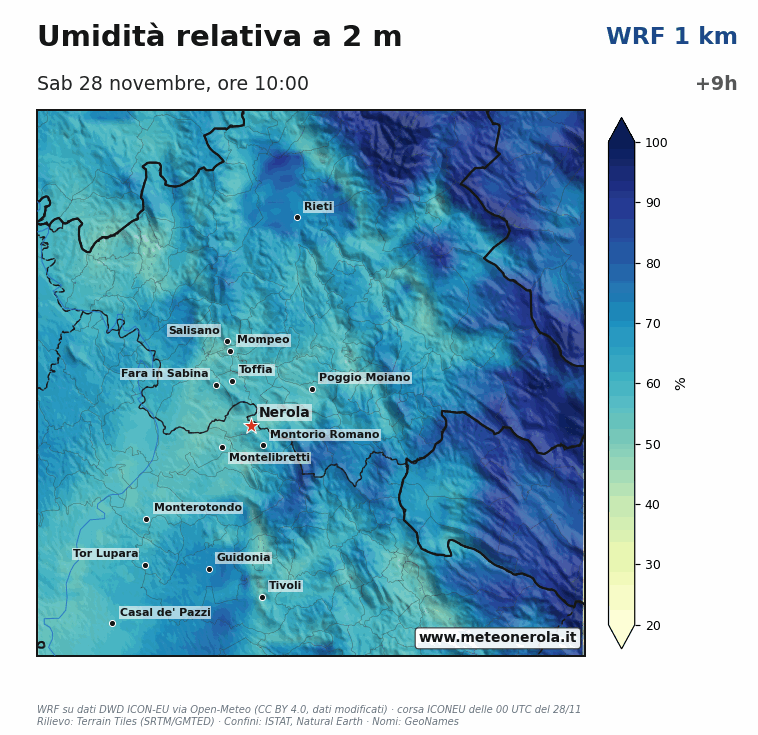 Umidità relativa a 2 m
WRF 1 km
Sab 28 novembre, ore 10:00
+9h
Rieti
Salisano
Mompeo
Fara in Sabina
Toffia
Poggio Moiano
Nerola
Montorio Romano
Montelibretti
Monterotondo
Tor Lupara
Guidonia
Tivoli
Casal de' Pazzi
www.meteonerola.it
100
90
80
70
60
50
40
30
20
%
WRF su dati DWD ICON-EU via Open-Meteo (CC BY 4.0, dati modificati) · corsa ICONEU delle 00 UTC del 28/11
Rilievo: Terrain Tiles (SRTM/GMTED) · Confini: ISTAT, Natural Earth · Nomi: GeoNames